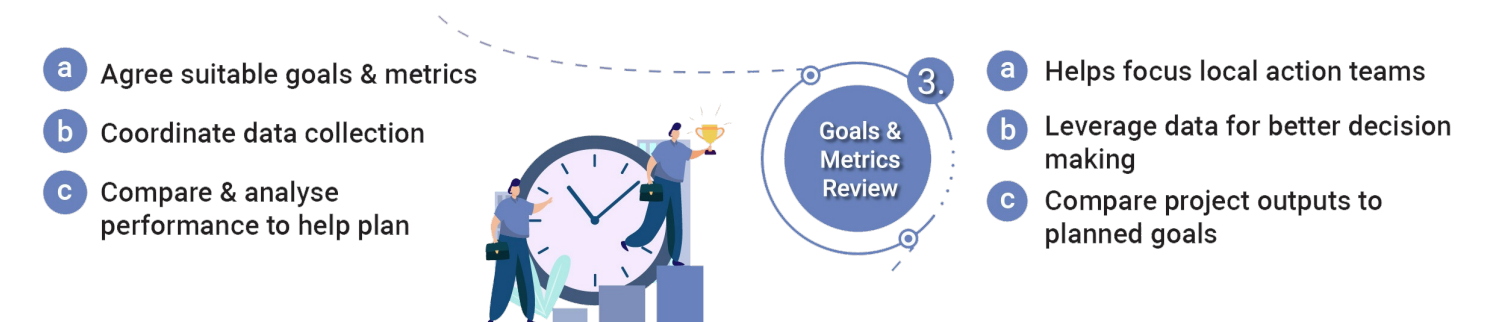 a Agree suitable goals & metrics
b Coordinate data collection
c Compare & analyse
performance to help plan
3.
Goals &
Metrics
Review
a Helps focus local action teams
b Leverage data for better decision
making
c Compare project outputs to
planned goals